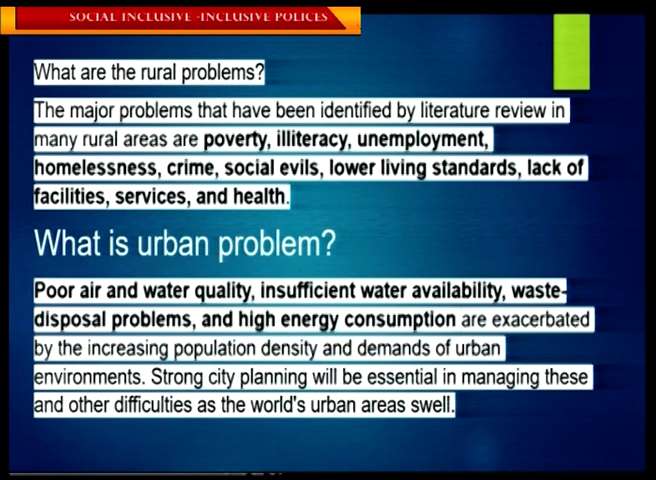 SOCIAL INCLUSIVE -INCLUSIVE POLICES
What are the rural problems?
The major problems that have been identified by literature review in
many rural areas are poverty, illiteracy, unemployment,
homelessness, crime, social evils, lower living standards, lack of
facilities, services, and health.
What is urban problem?
Poor air and water quality, insufficient water availability, waste-
disposal problems, and high energy consumption are exacerbated
by the increasing population density and demands of urban
environments. Strong city planning will be essential in managing these
and other difficulties as the world's urban areas swell.